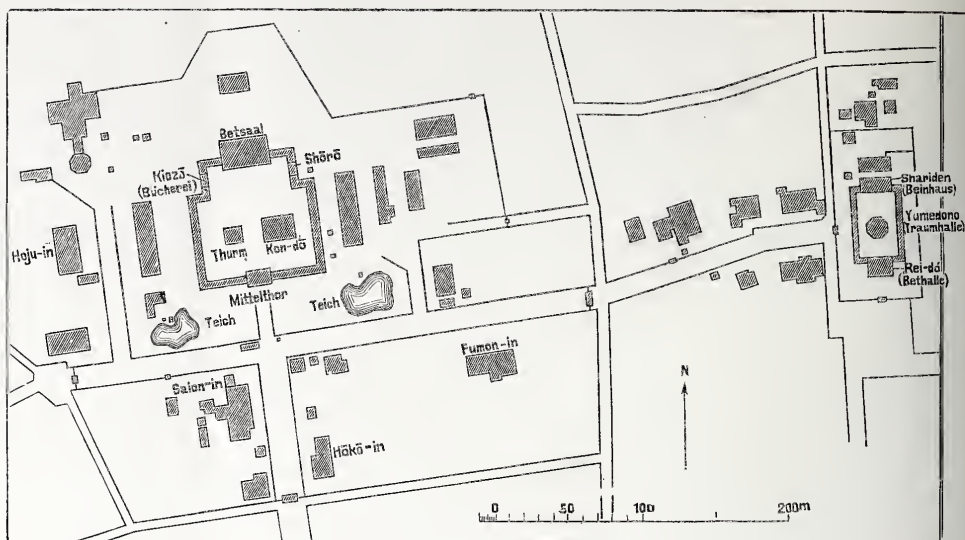 Betsaal
Shōrō
Kiozō
(Bücherei)
Hoju-in
Thurm
Kon-dō
Mittelthor
Teich
Teich
Shariden
(Beinhaus)
Yumedono
(Traumhalle)
Rei-dō
(Bethalle)
Saion-in
Fumon-in
N
Hōkō-in
0 50 100 200m